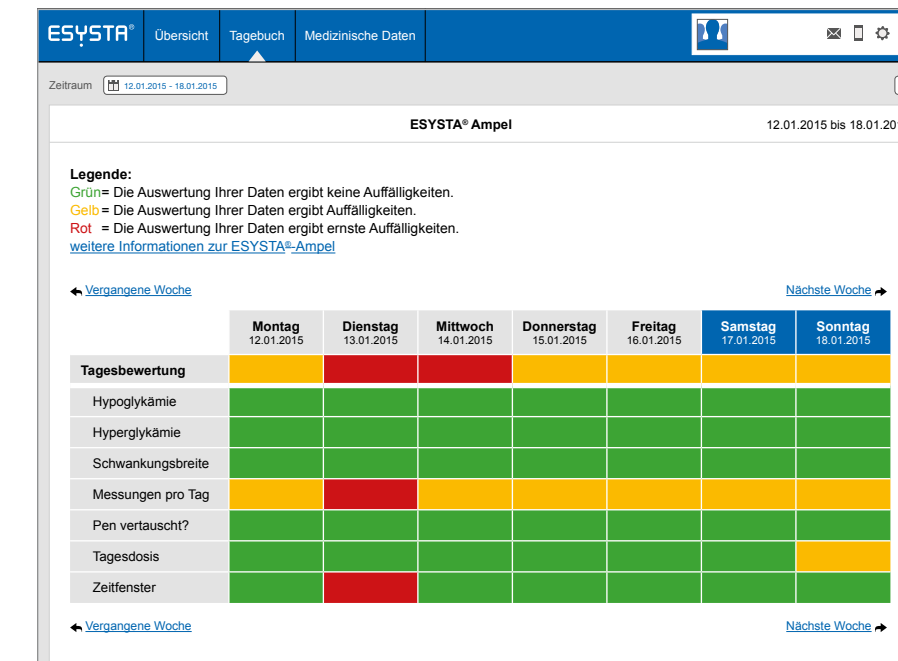 ESYSTA® Übersicht Tagebuch Medizinische Daten
Zeitraum 12.01.2015 - 18.01.2015
ESYSTA® Ampel 12.01.2015 bis 18.01.20
Legende:
Grün= Die Auswertung Ihrer Daten ergibt keine Auffälligkeiten.
Gelb= Die Auswertung Ihrer Daten ergibt Auffälligkeiten.
Rot = Die Auswertung Ihrer Daten ergibt ernste Auffälligkeiten.
weitere Informationen zur ESYSTA®-Ampel
Vergangene Woche Nächste Woche
Montag Dienstag Mittwoch Donnerstag Freitag Samstag Sonntag
12.01.2015 13.01.2015 14.01.2015 15.01.2015 16.01.2015 17.01.2015 18.01.2015
Tagesbewertung
Hypoglykämie
Hyperglykämie
Schwankungsbreite
Messungen pro Tag
Pen vertauscht?
Tagesdosis
Zeitfenster
Vergangene Woche Nächste Woche